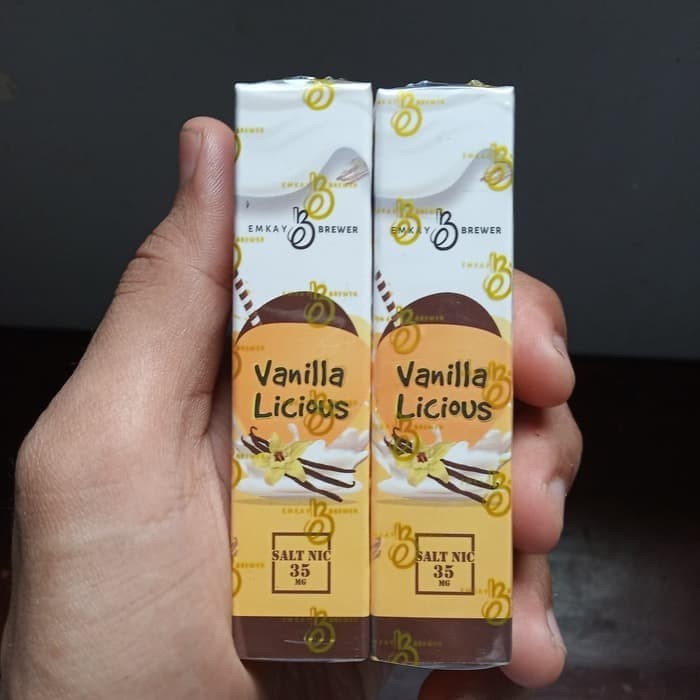 EMKAY BREWER
Vanilla
Licious
SALT NIC
35
MG
EMKAY BREWER
Vanilla
Licious
SALT NIC
35
MG